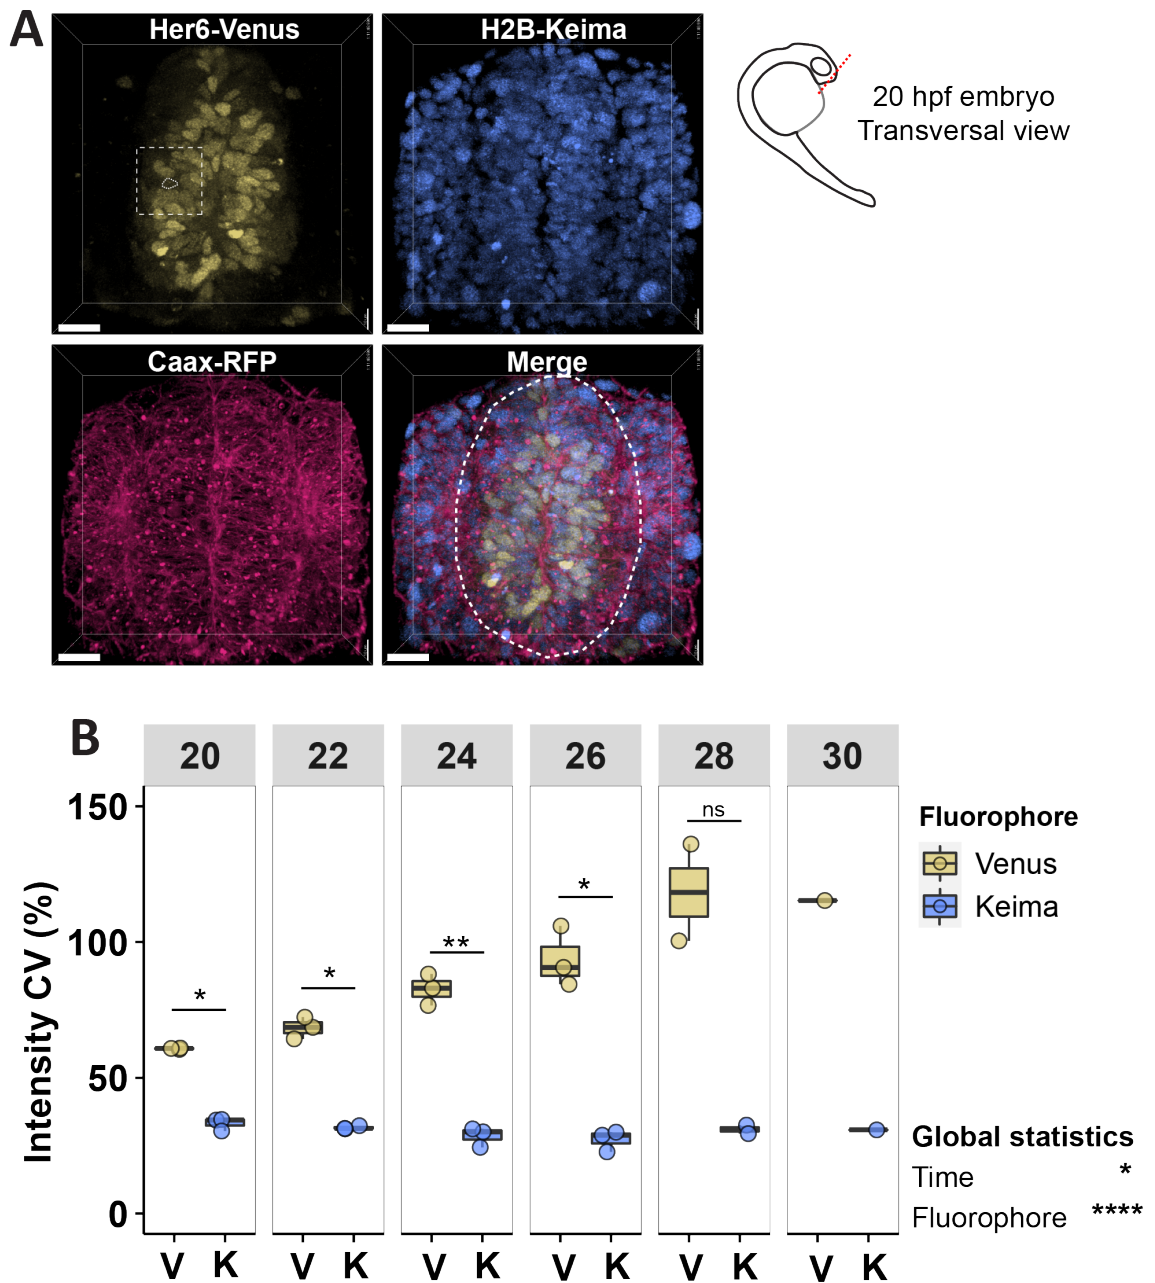 A
Her6-Venus
H2B-Keima
20 hpf embryo
Transversal view
Caax-RFP
Merge
B
20 22 24 26 28 30
150
100
50
0
Intensity CV (%)
* * ** * ns
V K V K V K V K V K V K
Fluorophore
Venus
Keima
Global statistics
Time *
Fluorophore ****